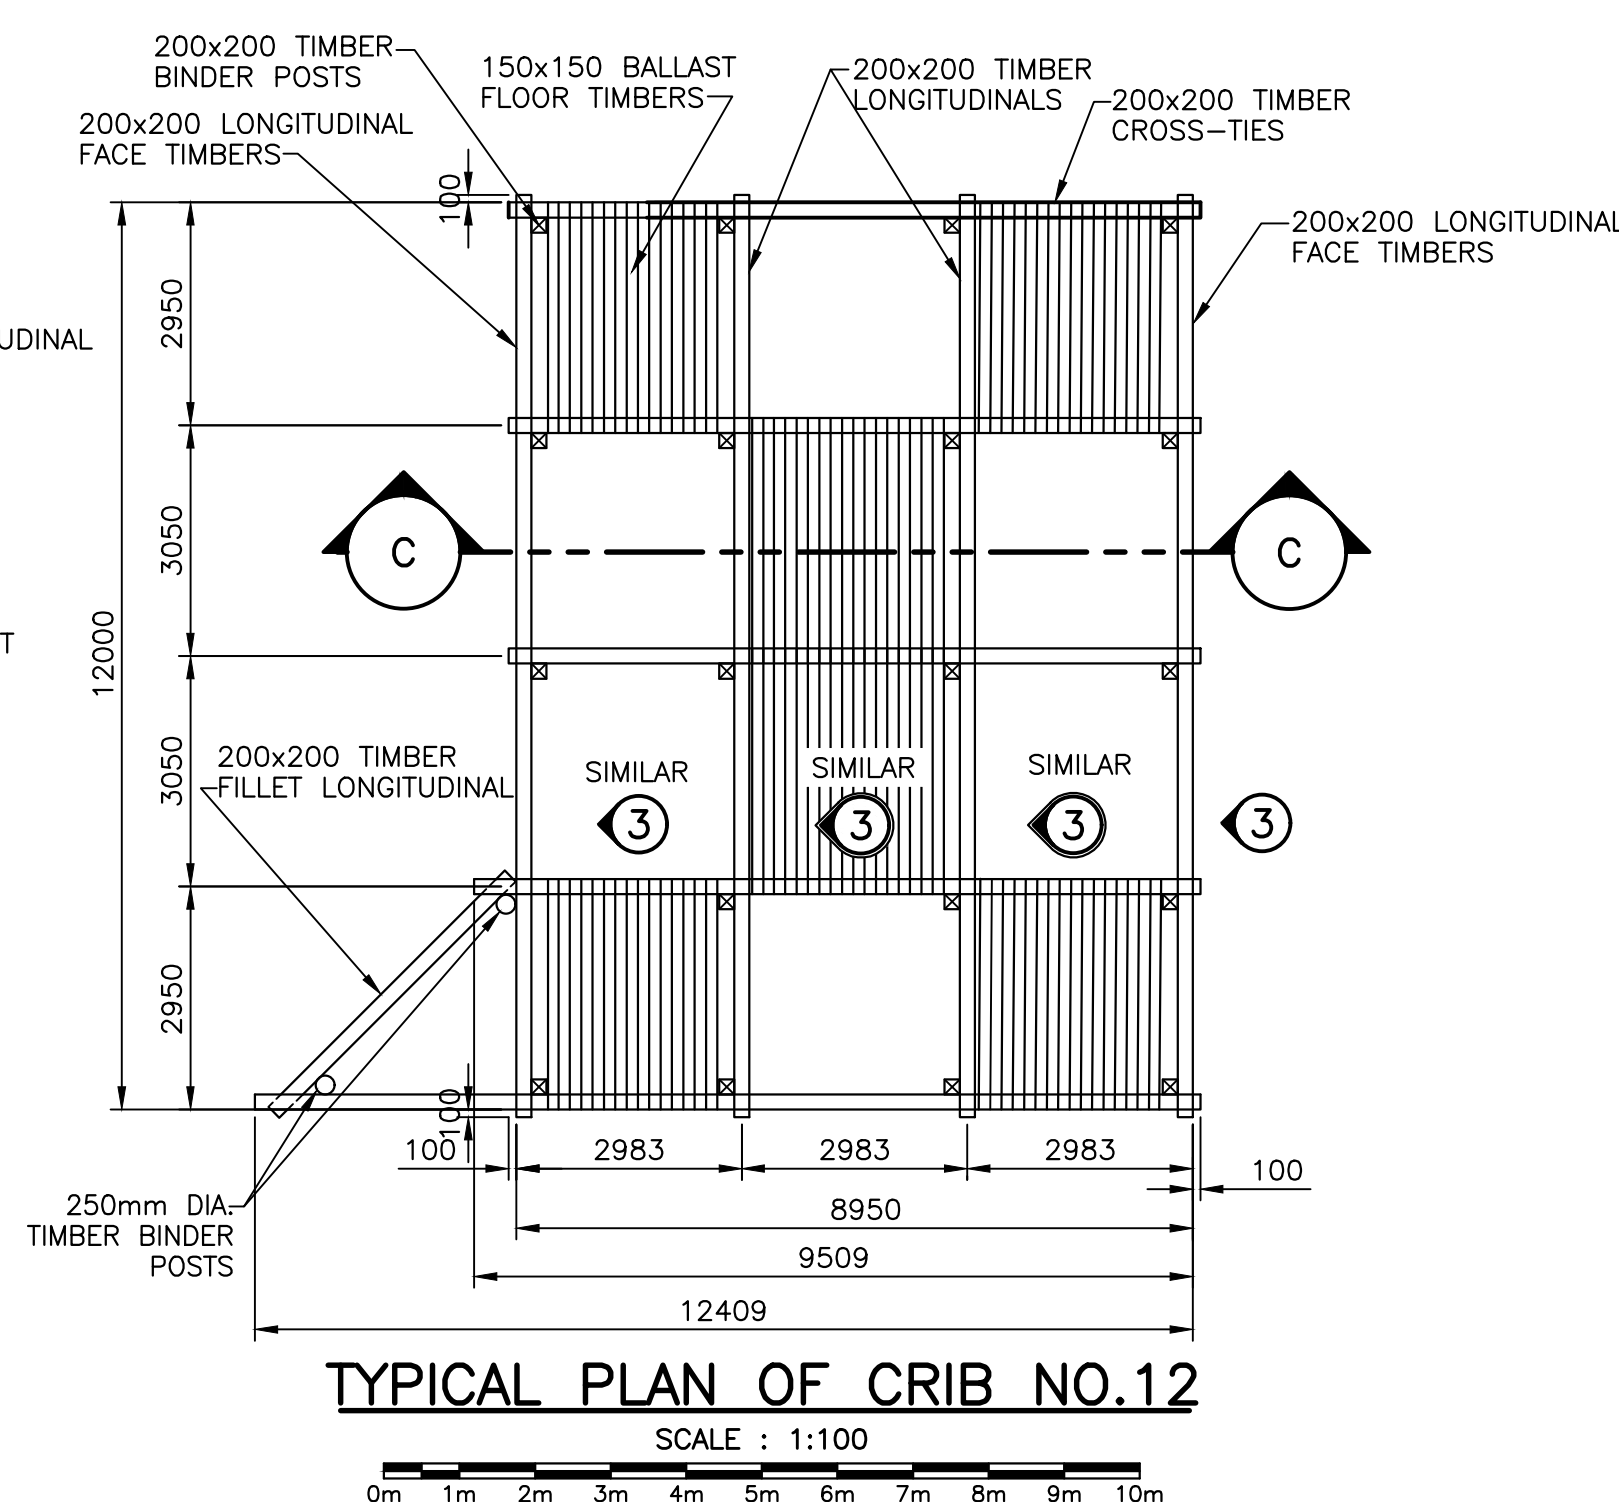 200x200 TIMBER
BINDER POSTS
150x150 BALLAST
FLOOR TIMBERS
200x200 TIMBER
LONGITUDINALS
200x200 TIMBER
CROSS-TIES
200x200 LONGITUDINAL
FACE TIMBERS
200x200 LONGITUDINAL
FACE TIMBERS
100
2950
UDINAL
3050
C
C
12000
T
3050
200x200 TIMBER
FILLET LONGITUDINAL
SIMILAR
SIMILAR
SIMILAR
3
3
3
3
2950
100
100
2983
2983
2983
100
250mm DIA.
TIMBER BINDER
POSTS
8950
9509
12409
TYPICAL PLAN OF CRIB NO.12
SCALE : 1:100
0m 1m 2m 3m 4m 5m 6m 7m 8m 9m 10m